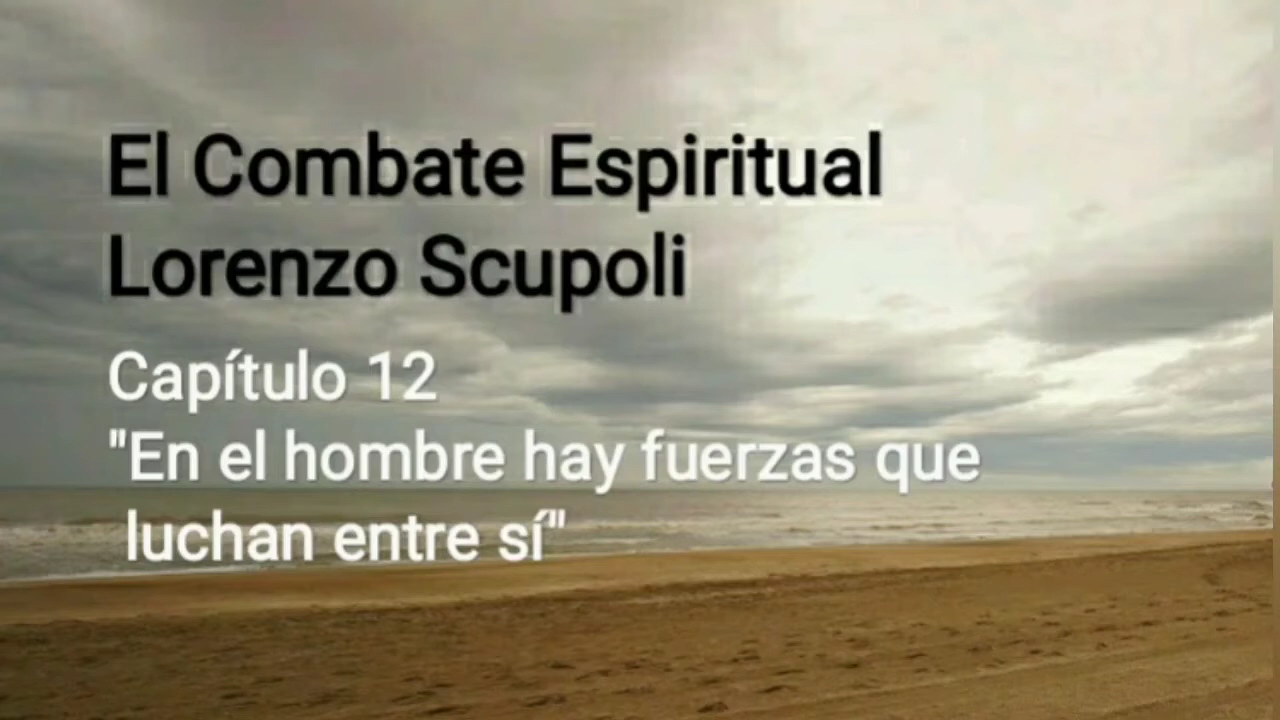 El Combate Espiritual
Lorenzo Scupoli
Capítulo 12
"En el hombre hay fuerzas que
luchan entre sí"